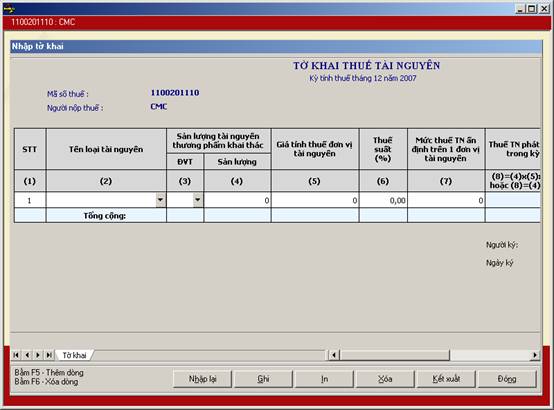 1100201110 : CMC
Nhập tờ khai
TỜ KHAI THUẾ TÀI NGUYÊN
Kỳ tính thuế tháng 12 năm 2007
Mã số thuế : 1100201110
Người nộp thuế : CMC
STT Tên loại tài nguyên Sản lượng tài nguyên Giá tính thuế đơn vị Thuế Mức thuế TN ấn Thuế TN phát
thương phẩm khai thác tài nguyên suất định trên 1 đơn vị trong kỳ
ĐVT Sản lượng (%) tài nguyên
(1) (2) (3) (4) (5) (6) (7) (8)=(4)x(5)x
hoặc (8)=(4)
1 0 0 0,00 0
Tổng cộng:
Người ký:
Ngày ký
Tờ khai
Bấm F5 - Thêm dòng
Bấm F6 - Xóa dòng
Nhập lại Ghi In Xóa Kết xuất Đóng